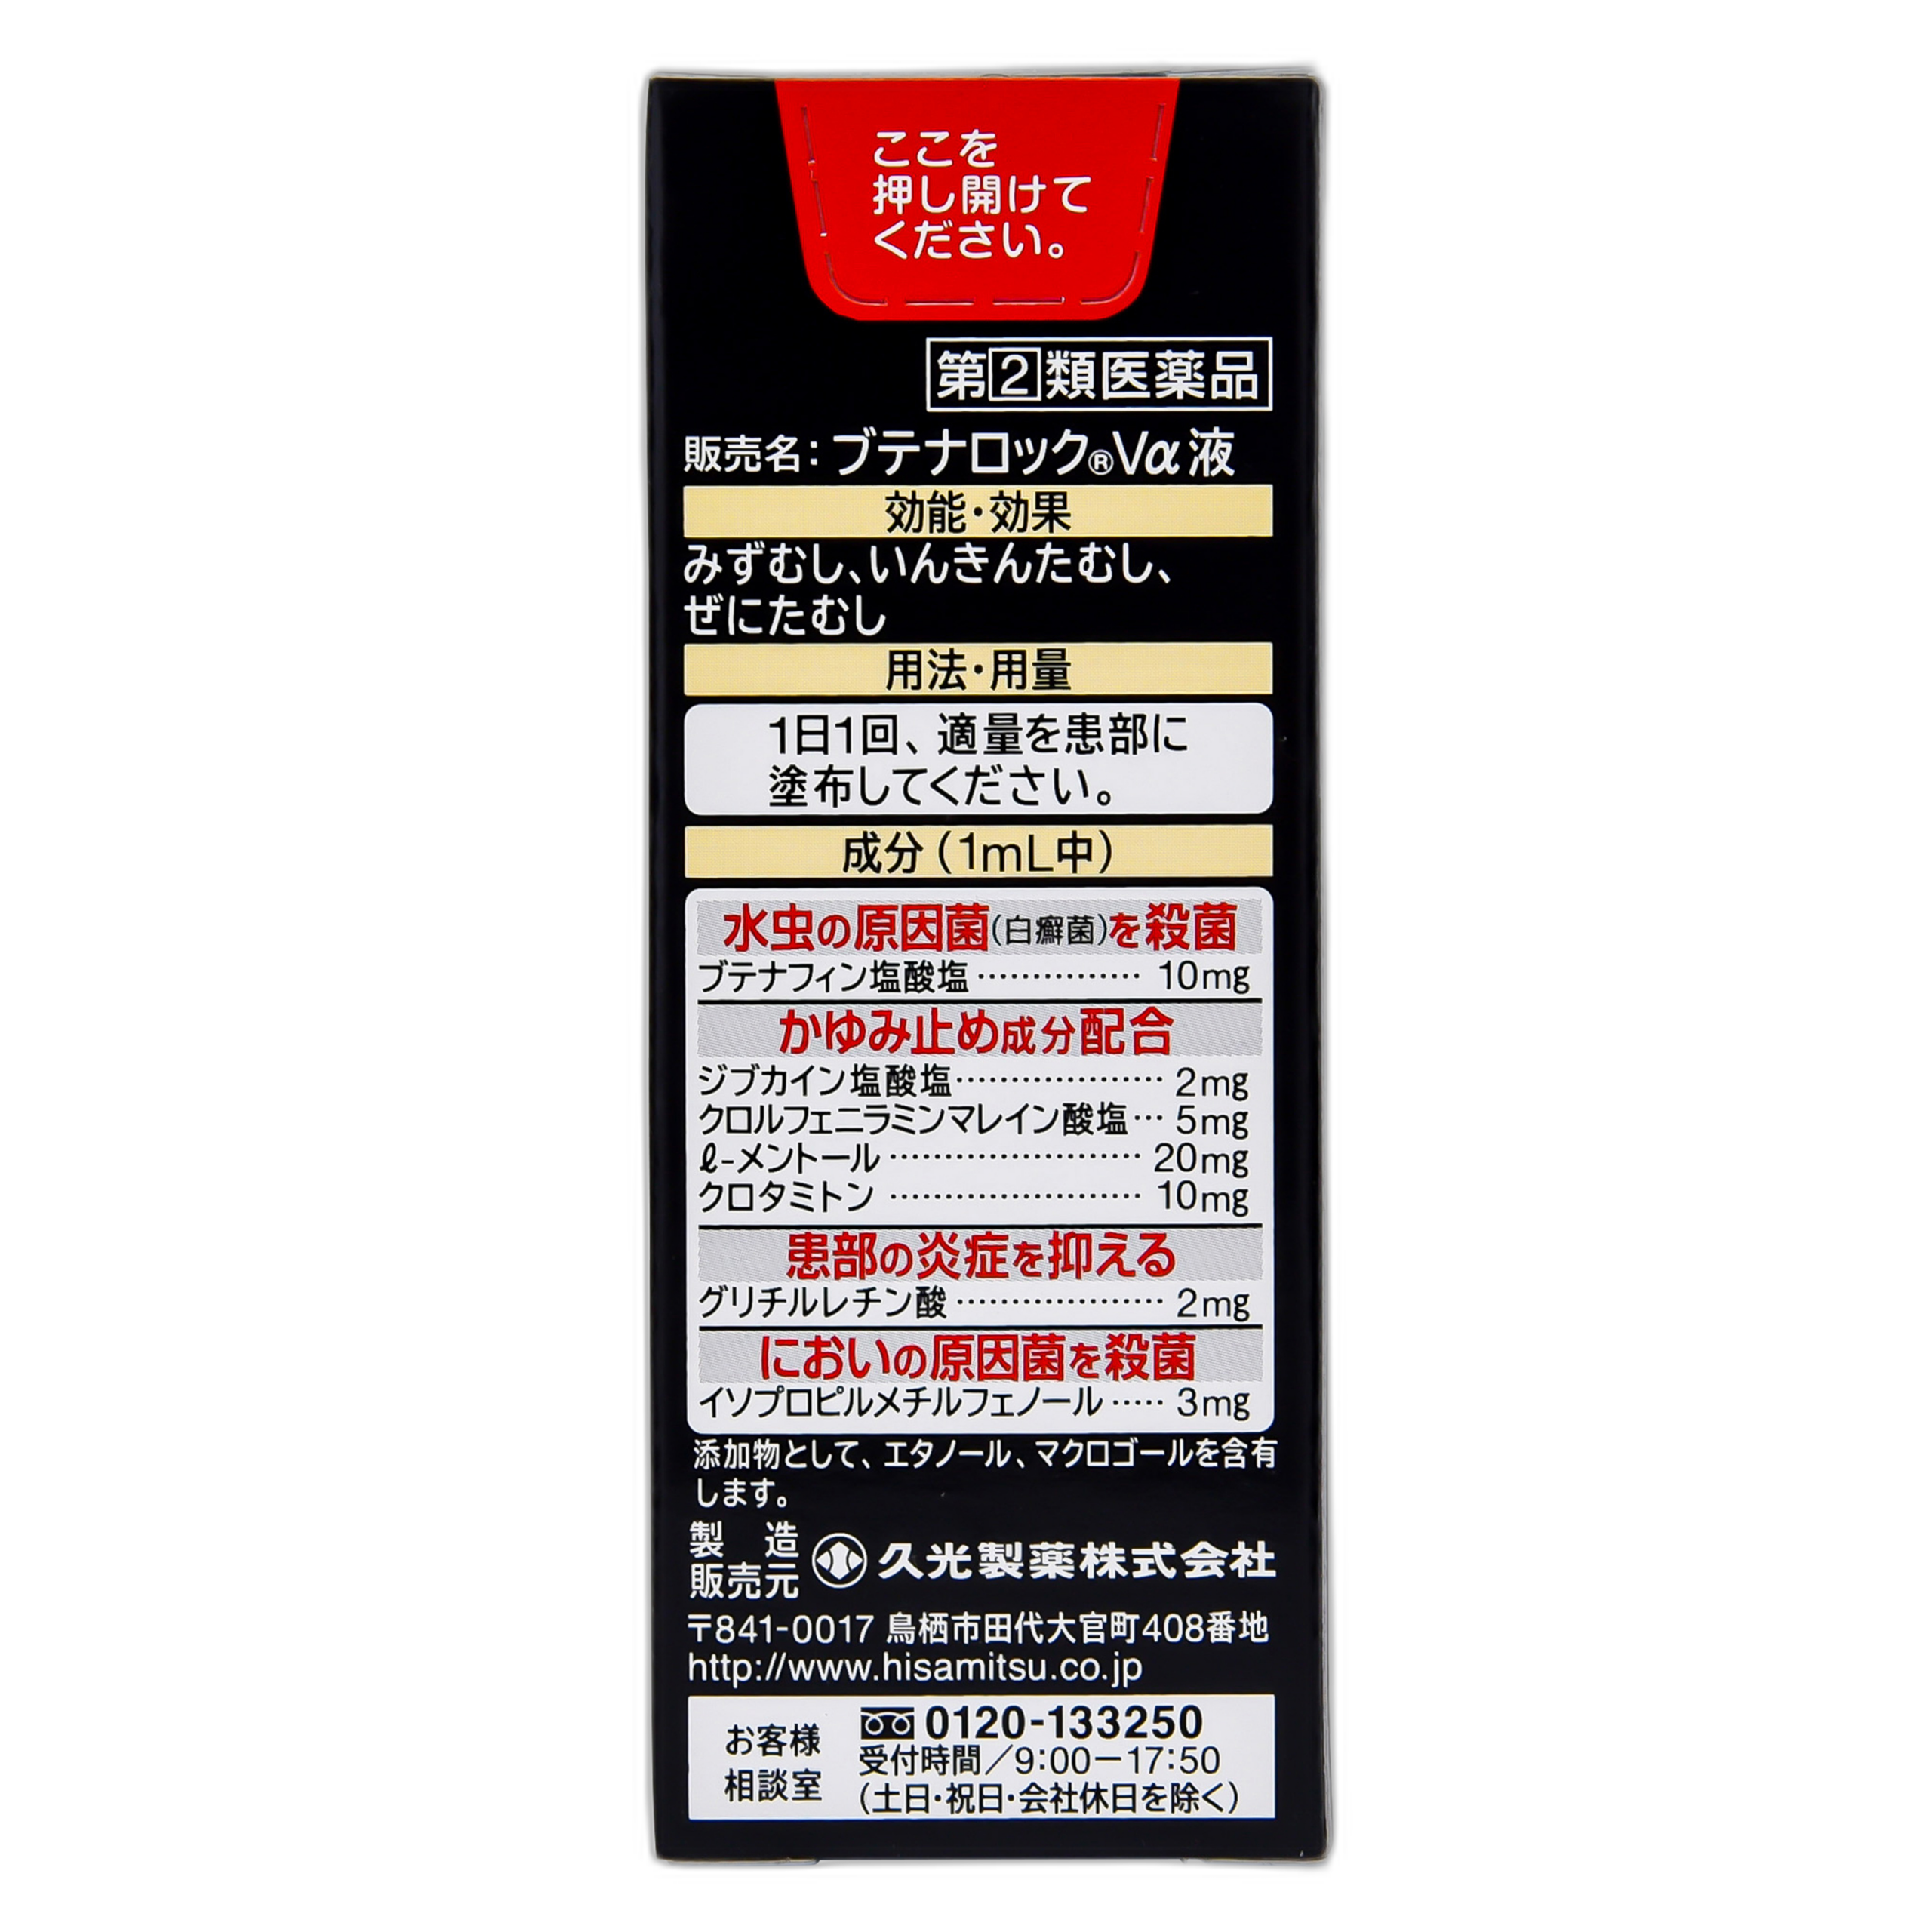 ここを
押し開けて
ください。
第②類医薬品
販売名：ブテナロック®Vα液
効能・効果
みずむし、いんきんたむし、
ぜにたむし
用法・用量
1日1回、適量を患部に
塗布してください。
成分（1mL中）
水虫の原因菌(白癬菌)を殺菌
ブテナフィン塩酸塩 ……………… 10mg
かゆみ止め成分配合
ジブカイン塩酸塩………………… 2mg
クロルフェニラミンマレイン酸塩… 5mg
ℓ-メントール …………………… 20mg
クロタミトン …………………… 10mg
患部の炎症を抑える
グリチルレチン酸 ………………… 2mg
においの原因菌を殺菌
イソプロピルメチルフェノール …… 3mg
添加物として、エタノール、マクロゴールを含有
します。
製造
販売元 久光製薬株式会社
〒841-0017 鳥栖市田代大官町408番地
http://www.hisamitsu.co.jp
お客様
相談室
0120-133250
受付時間／9:00－17:50
(土日・祝日・会社休日を除く)